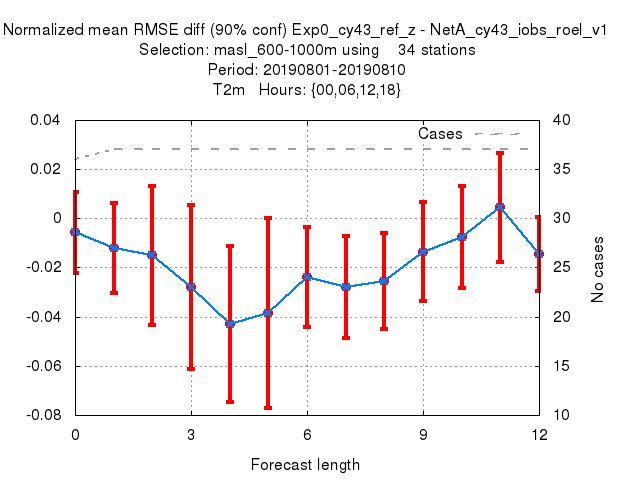 Normalized mean RMSE diff (90% conf) Exp0_cy43_ref_z - NetA_cy43_iobs_roel_v1
Selection: masl_600-1000m using    34 stations
Period: 20190801-20190810
T2m   Hours: {00,06,12,18}
Cases
0.04
0.02
0
-0.02
-0.04
-0.06
-0.08
40
35
30
25
20
15
10
No cases
0 3 6 9 12
Forecast length